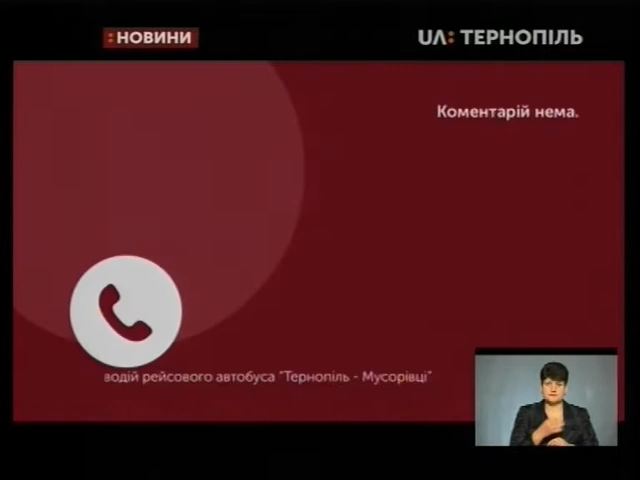 :НОВИНИ
UA: ТЕРНОПІЛЬ
Коментарій нема.
водій рейсового автобуса "Тернопіль - Мусорівці"